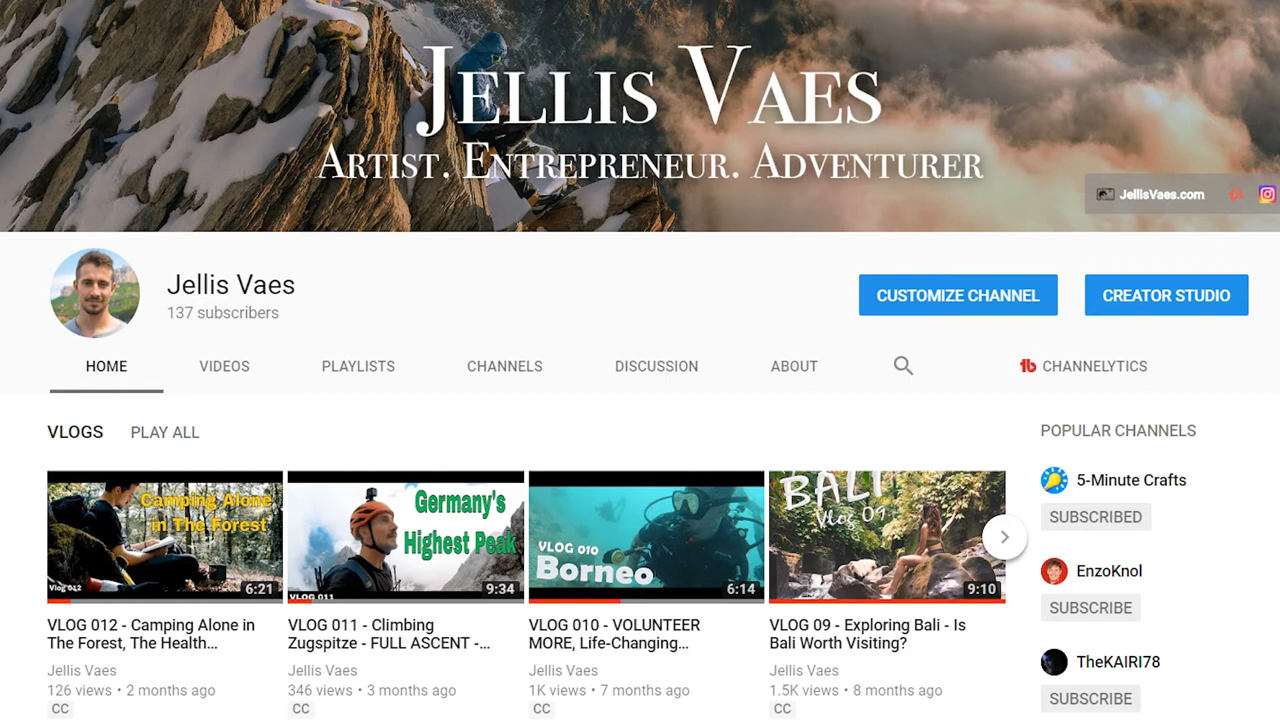 JELLIS VAES
ARTIST. ENTREPRENEUR. ADVENTURER
JellisVaes.com
Jellis Vaes
137 subscribers
CUSTOMIZE CHANNEL
CREATOR STUDIO
HOME
VIDEOS
PLAYLISTS
CHANNELS
DISCUSSION
ABOUT
tb CHANNELYTICS
VLOGS
PLAY ALL
POPULAR CHANNELS
Camping Alone
in The Forest
Vlog 012
6:21
Germany's
Highest Peak
VLOG 011
9:34
VLOG 010
Borneo
6:14
BALI
Vlog 09
9:10
VLOG 012 - Camping Alone in
The Forest, The Health...
Jellis Vaes
126 views • 2 months ago
CC
VLOG 011 - Climbing
Zugspitze - FULL ASCENT -...
Jellis Vaes
346 views • 3 months ago
CC
VLOG 010 - VOLUNTEER
MORE, Life-Changing...
Jellis Vaes
1K views • 7 months ago
CC
VLOG 09 - Exploring Bali - Is
Bali Worth Visiting?
Jellis Vaes
1.5K views • 8 months ago
CC
5-Minute Crafts
SUBSCRIBED
EnzoKnol
SUBSCRIBE
TheKAIRI78
SUBSCRIBE